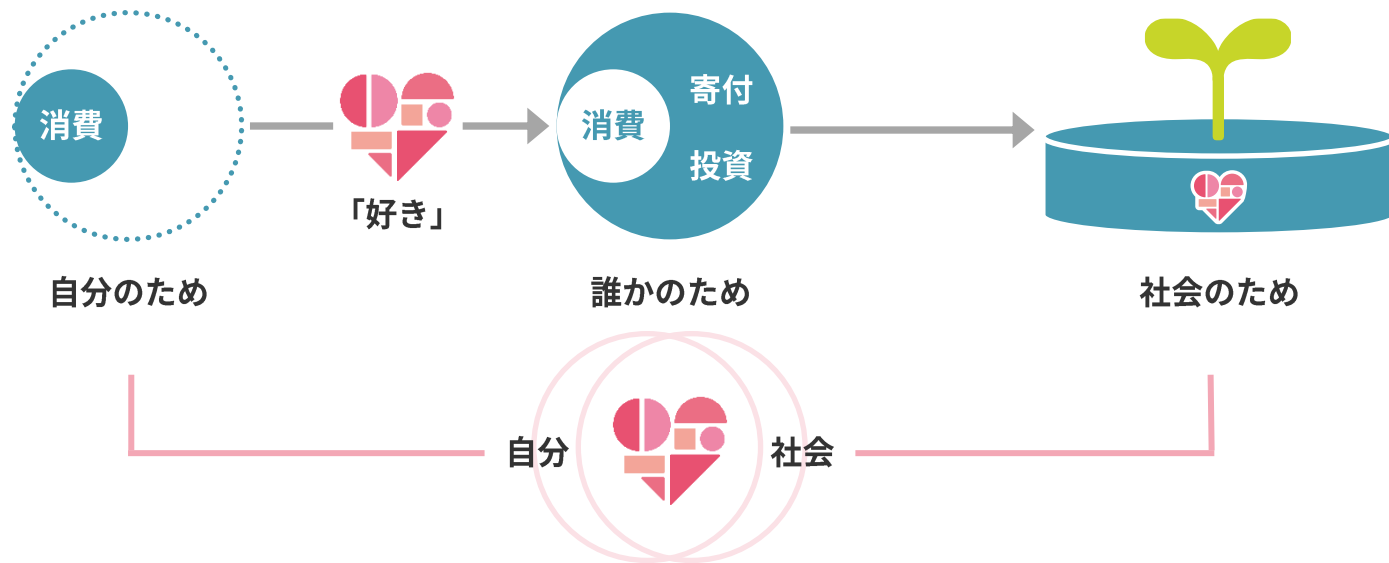 消費
「好き」
消費
寄付
投資
自分のため
誰かのため
社会のため
自分
社会